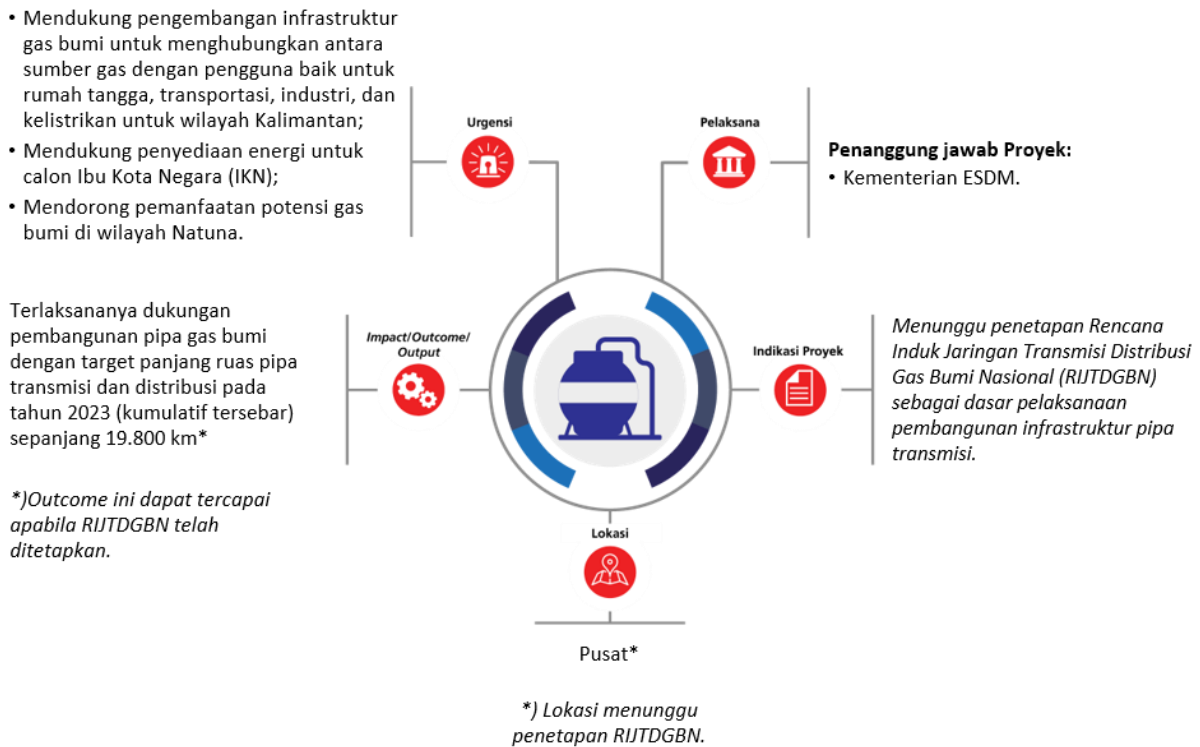 • Mendukung pengembangan infrastruktur
gas bumi untuk menghubungkan antara
sumber gas dengan pengguna baik untuk
rumah tangga, transportasi, industri, dan
kelistrikan untuk wilayah Kalimantan;
• Mendukung penyediaan energi untuk
calon Ibu Kota Negara (IKN);
• Mendorong pemanfaatan potensi gas
bumi di wilayah Natuna.
Urgensi
Pelaksana
Penanggung jawab Proyek:
• Kementerian ESDM.
Terlaksananya dukungan
pembangunan pipa gas bumi
dengan target panjang ruas pipa
transmisi dan distribusi pada
tahun 2023 (kumulatif tersebar)
sepanjang 19.800 km*
*)Outcome ini dapat tercapai
apabila RIJTDGBN telah
ditetapkan.
Impact/Outcome/
Output
Indikasi Proyek
Menunggu penetapan Rencana
Induk Jaringan Transmisi Distribusi
Gas Bumi Nasional (RIJTDGBN)
sebagai dasar pelaksanaan
pembangunan infrastruktur pipa
transmisi.
Lokasi
Pusat*
*) Lokasi menunggu
penetapan RIJTDGBN.